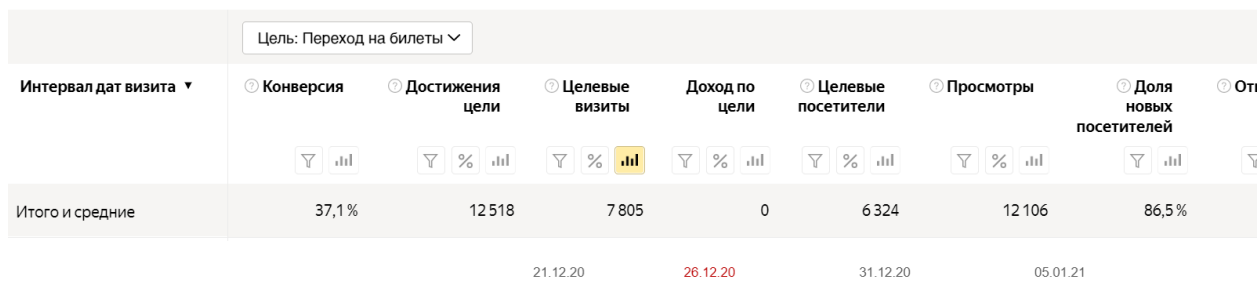 Цель: Переход на билеты
Интервал дат визита ▼
Конверсия
Достижения
цели
Целевые
визиты
Доход по
цели
Целевые
посетители
Просмотры
Доля
новых
посетителей
Итого и средние
37,1 %
12 518
7 805
0
6 324
12 106
86,5 %
21.12.20
26.12.20
31.12.20
05.01.21